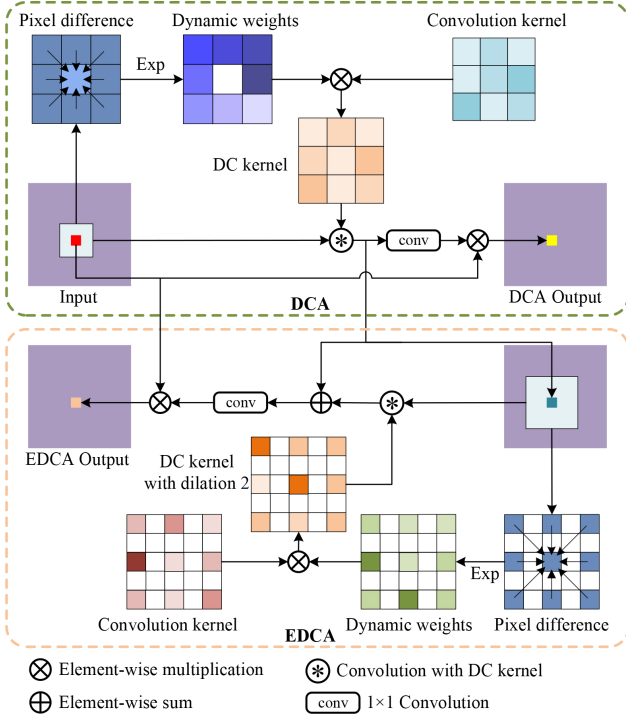 Pixel difference
Dynamic weights
Convolution kernel
Exp
DC kernel
conv
Input
DCA
DCA Output
conv
EDCA Output
DC kernel
with dilation 2
Exp
Convolution kernel
Dynamic weights
Pixel difference
EDCA
Element-wise multiplication
Convolution with DC kernel
Element-wise sum
conv
1×1 Convolution